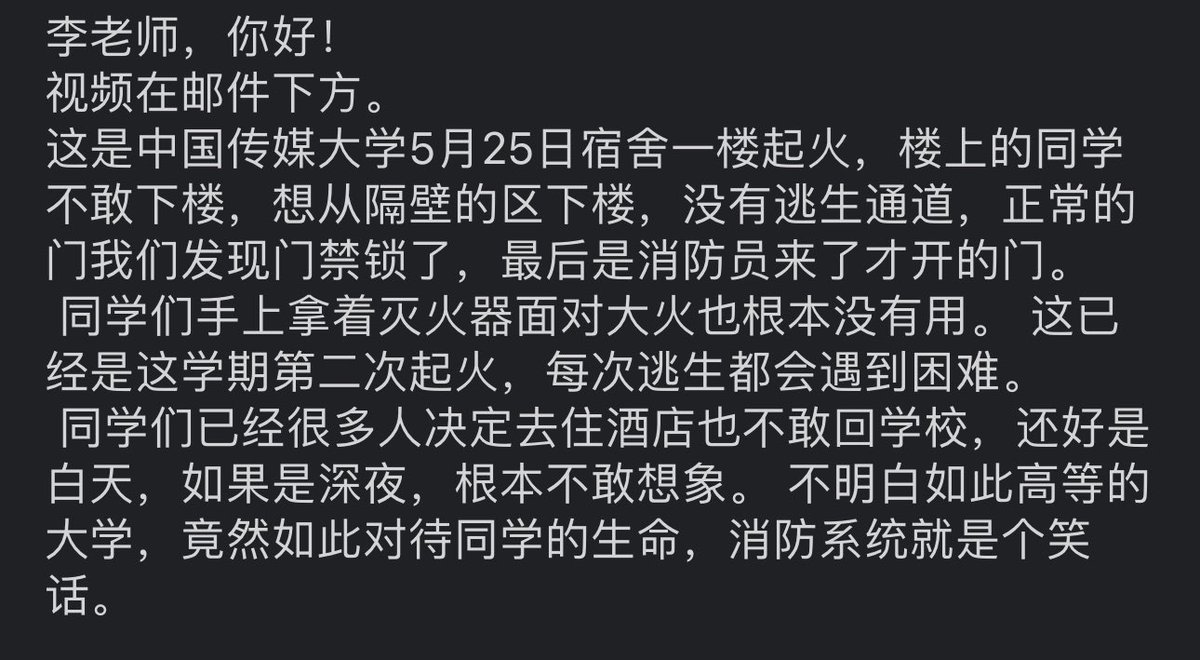 李老师，你好！
视频在邮件下方。
这是中国传媒大学5月25日宿舍一楼起火，楼上的同学
不敢下楼，想从隔壁的区下楼，没有逃生通道，正常的
门我们发现门禁锁了，最后是消防员来了才开的门。
同学们手上拿着灭火器面对大火也根本没有用。 这已
经是这学期第二次起火，每次逃生都会遇到困难。
同学们已经很多人决定去住酒店也不敢回学校，还好是
白天，如果是深夜，根本不敢想象。 不明白如此高等的
大学，竟然如此对待同学的生命，消防系统就是个笑
话。